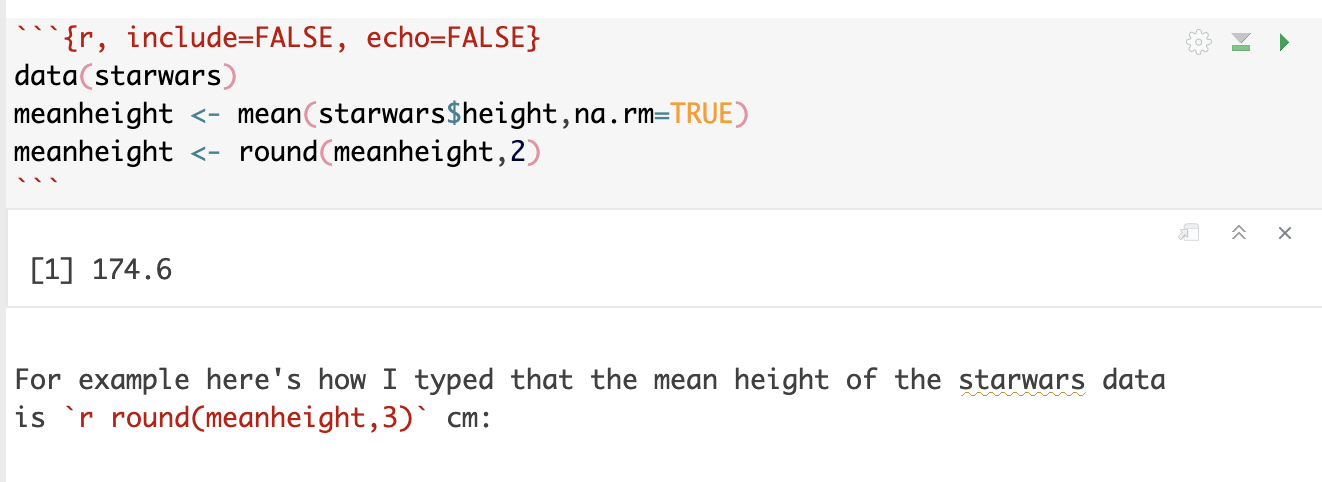 ```{r, include=FALSE, echo=FALSE}
data(starwars)
meanheight <- mean(starwars$height,na.rm=TRUE)
meanheight <- round(meanheight,2)
```
[1] 174.6
For example here's how I typed that the mean height of the starwars data
is `r round(meanheight,3)` cm: